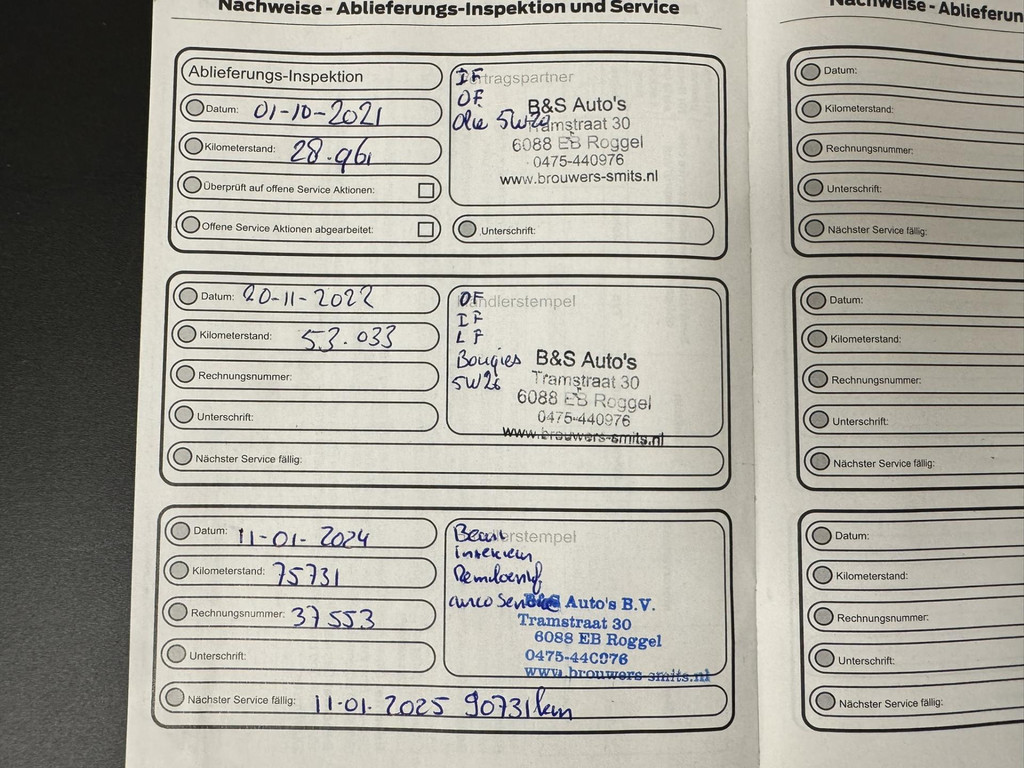 Nachweise - Ablieferungs-Inspektion und Service
Ablieferungs-Inspektion
Datum: 01-10-2021
Kilometerstand: 28.961
Überprüft auf offene Service Aktionen:
Offene Service Aktionen abgearbeitet:
IF
OF
Olie 5W20
B&S Auto's
Tramstraat 30
6088 EB Roggel
0475-440976
www.brouwers-smits.nl
Unterschrift:
Datum: 20-11-2022
Kilometerstand: 53.033
Rechnungsnummer:
Unterschrift:
Nächster Service fällig:
OF
IF
LF
Bougies
5W26
B&S Auto's
Tramstraat 30
6088 EB Roggel
0475-440976
www.brouwers-smits.nl
Datum: 11-01-2024
Kilometerstand: 75731
Rechnungsnummer: 37553
Unterschrift:
Nächster Service fällig: 11-01-2025 90731km
Beurt
interieur
airco Service
B&S Auto's B.V.
Tramstraat 30
6088 EB Roggel
0475-440976
www.brouwers-smits.nl
Nachweise - Ablieferun
Datum:
Kilometerstand:
Rechnungsnummer:
Unterschrift:
Nächster Service fällig:
Datum:
Kilometerstand:
Rechnungsnummer:
Unterschrift:
Nächster Service fällig:
Datum:
Kilometerstand:
Rechnungsnummer:
Unterschrift:
Nächster Service fällig: